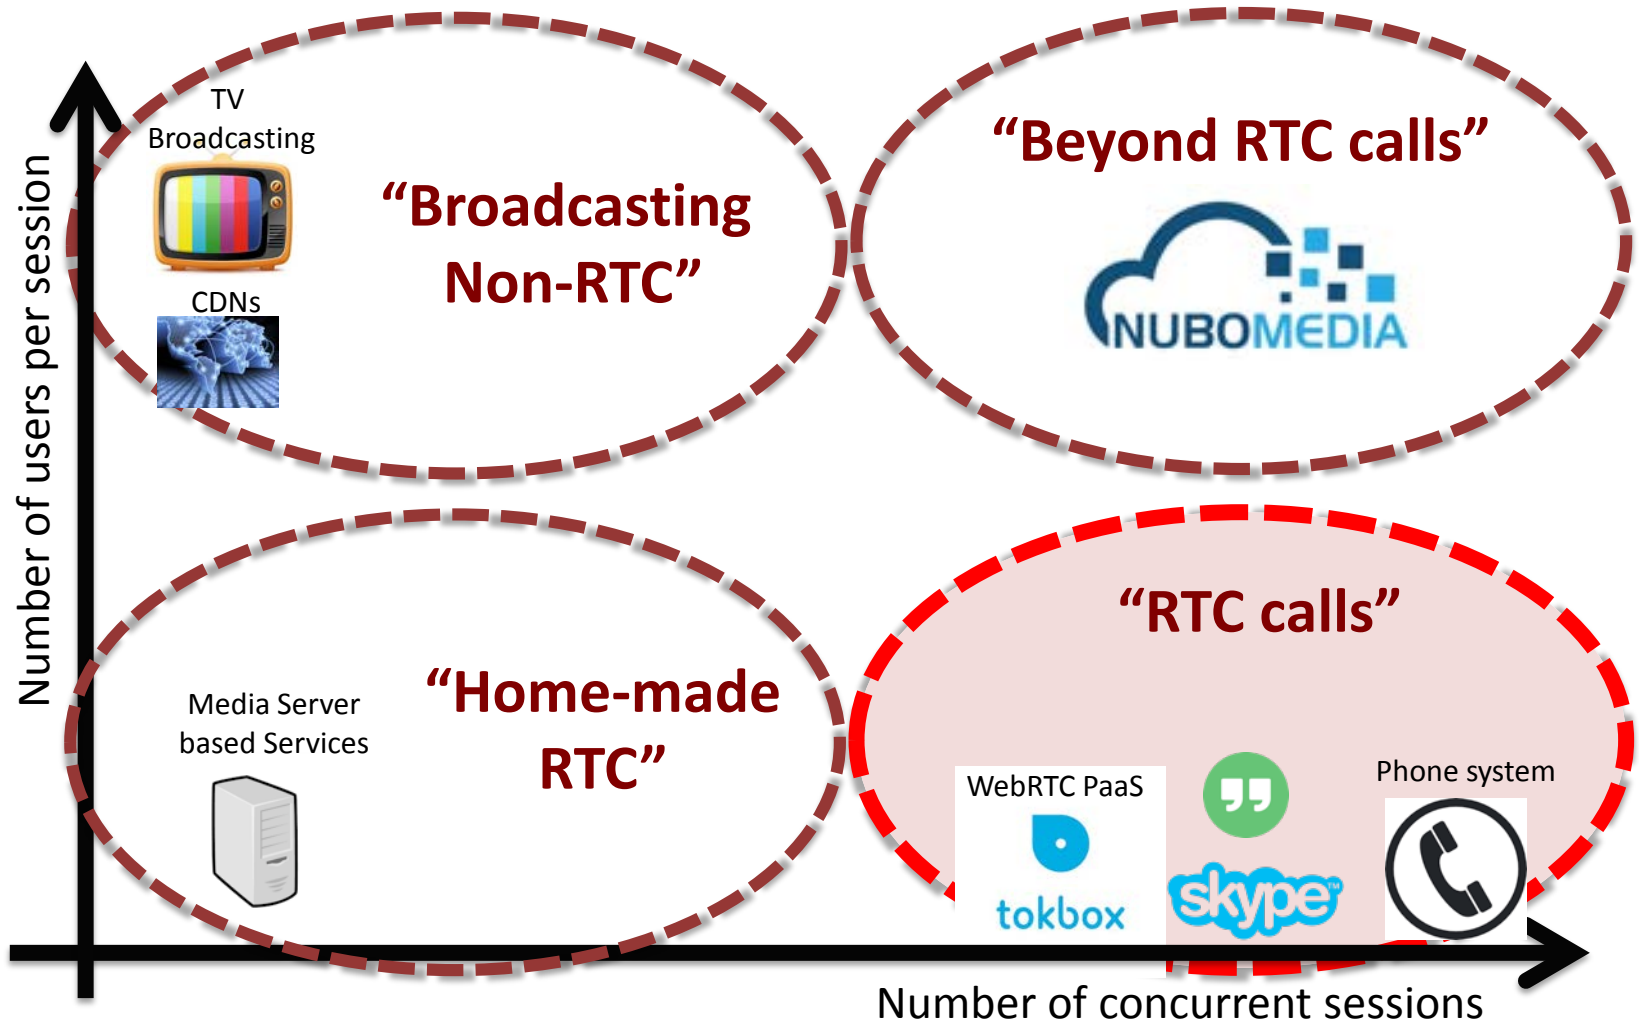 TV
Broadcasting
“Broadcasting
Non-RTC”
CDNs
“Beyond RTC calls”
NUBOMEDIA
Number of users per session
“Home-made
RTC”
Media Server
based Services
“RTC calls”
WebRTC PaaS
tokbox
skype™
Phone system
Number of concurrent sessions